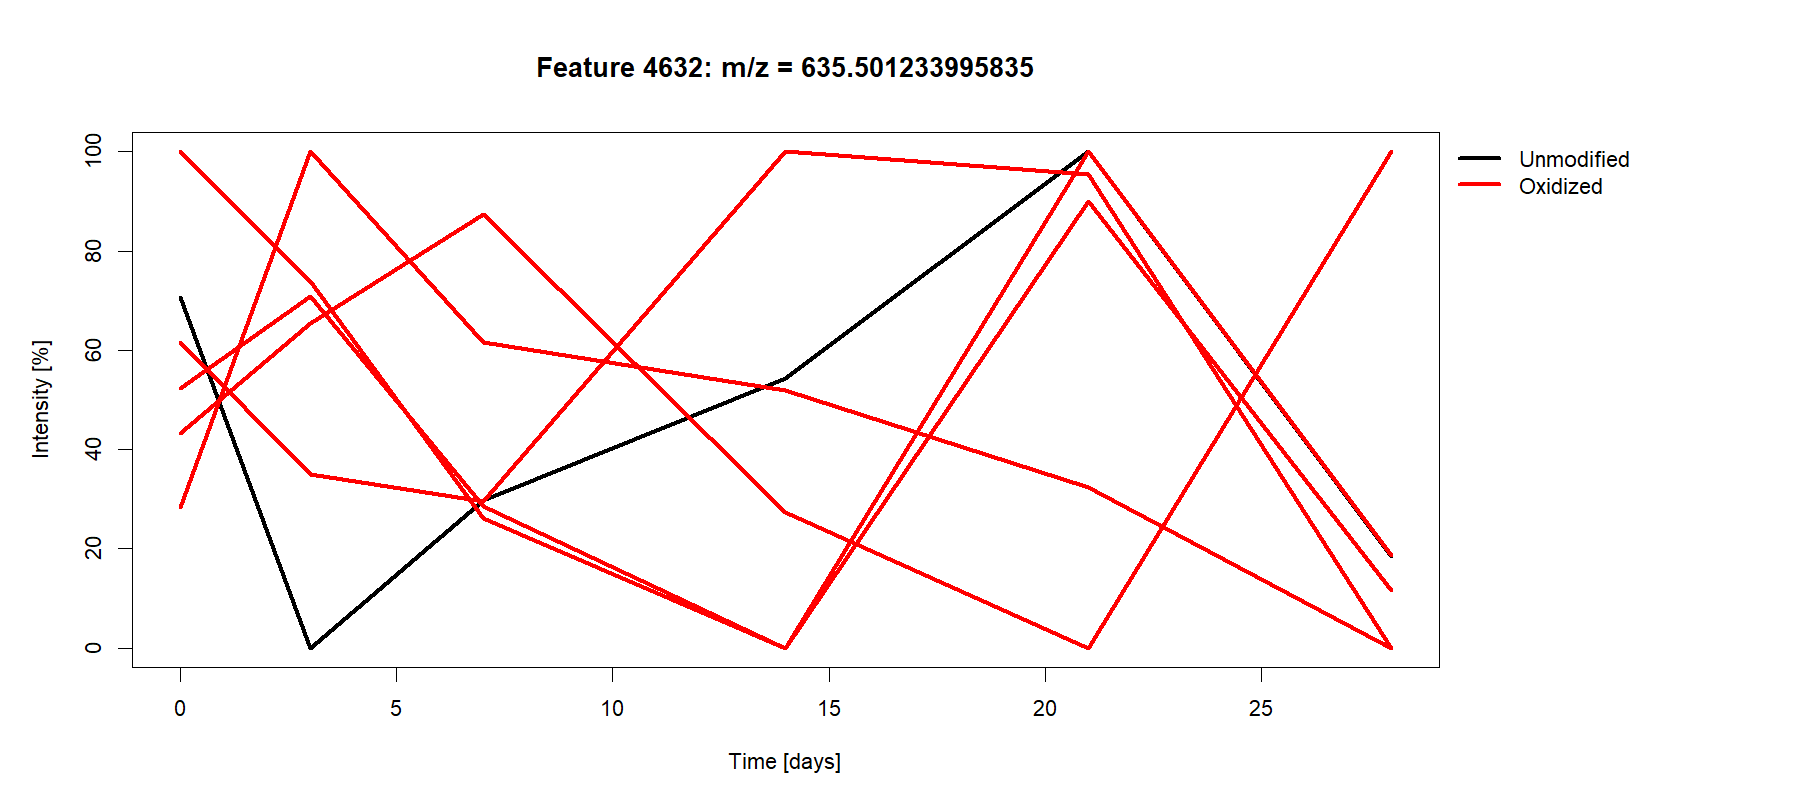 Feature 4632: m/z = 635.501233995835
Unmodified
Oxidized
Intensity [%]
100
80
60
40
20
0
0 5 10 15 20 25
Time [days]